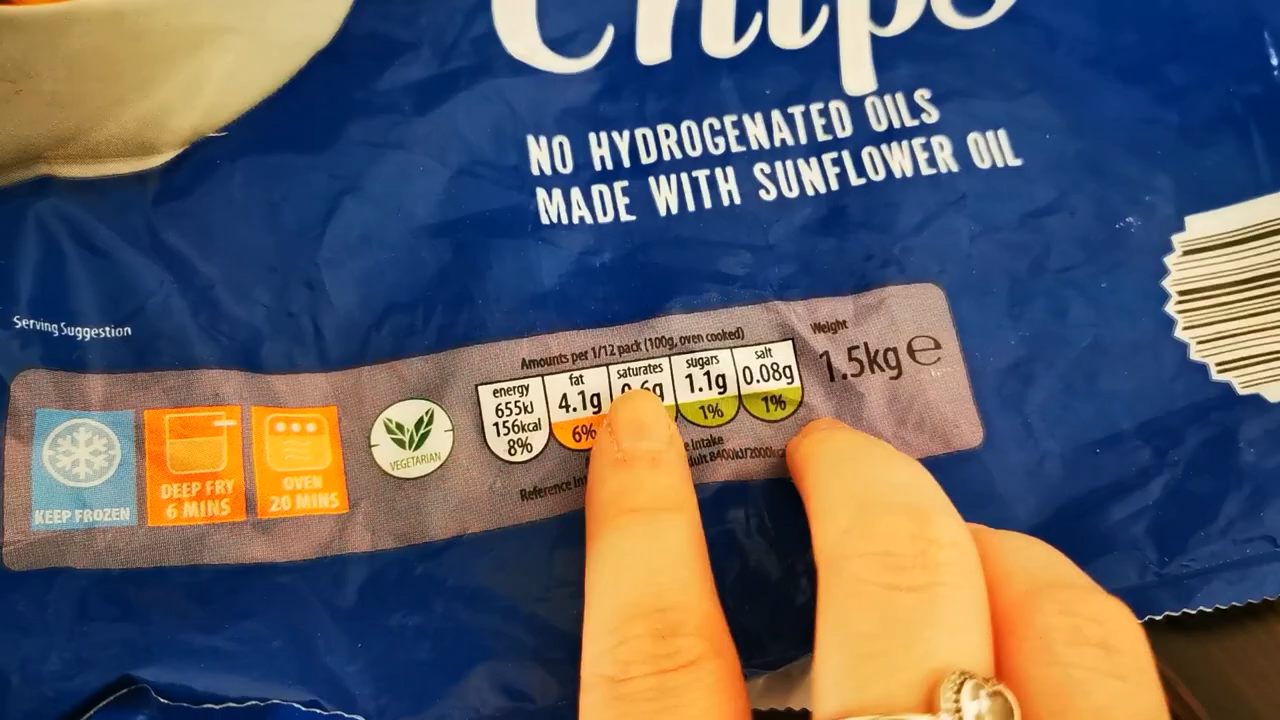 Chips
NO HYDROGENATED OILS
MADE WITH SUNFLOWER OIL
Serving Suggestion
KEEP FROZEN
DEEP FRY
6 MINS
OVEN
20 MINS
VEGETARIAN
Amounts per 1/12 pack (100g, oven cooked)
energy
655kJ
156kcal
8%
fat
4.1g
6%
saturates
0.6g
sugars
1.1g
1%
salt
0.08g
1%
Intake
8400kJ/2000k
Reference
Weight
1.5kg e